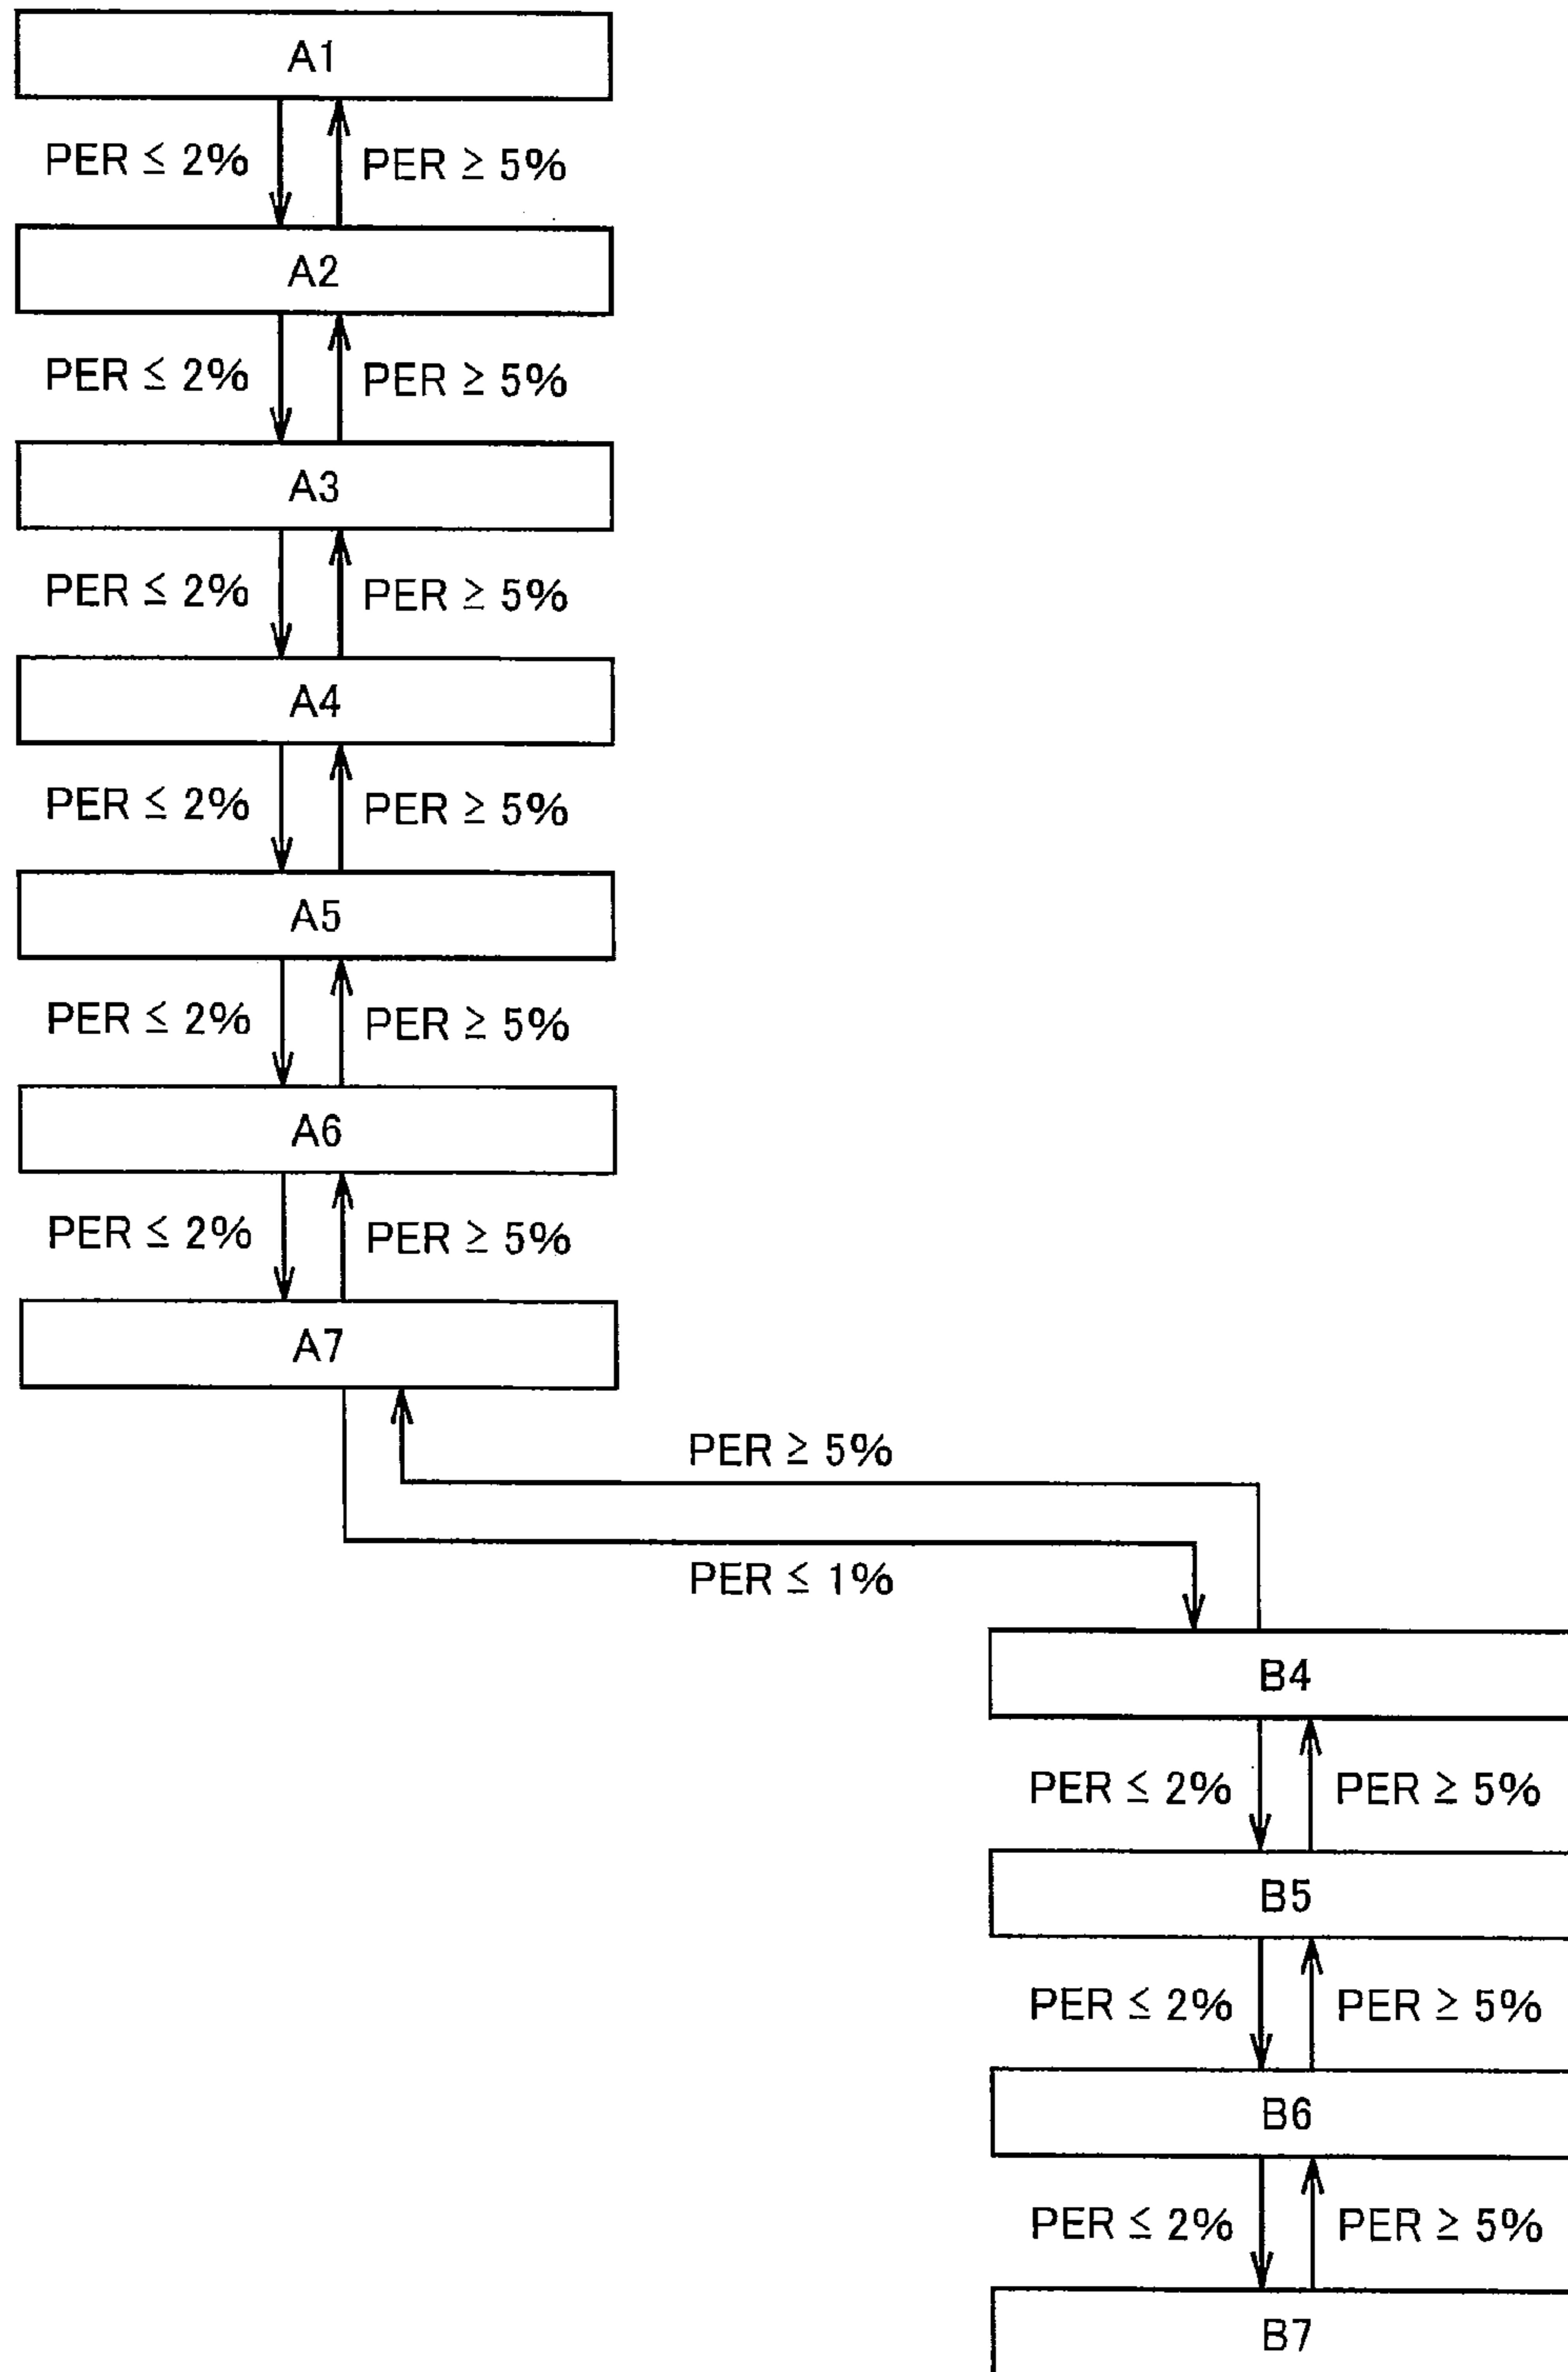 A1
PER ≤ 2% PER ≥ 5%
A2
PER ≤ 2% PER ≥ 5%
A3
PER ≤ 2% PER ≥ 5%
A4
PER ≤ 2% PER ≥ 5%
A5
PER ≤ 2% PER ≥ 5%
A6
PER ≤ 2% PER ≥ 5%
A7
PER ≥ 5%
PER ≤ 1%
B4
PER ≤ 2% PER ≥ 5%
B5
PER ≤ 2% PER ≥ 5%
B6
PER ≤ 2% PER ≥ 5%
B7